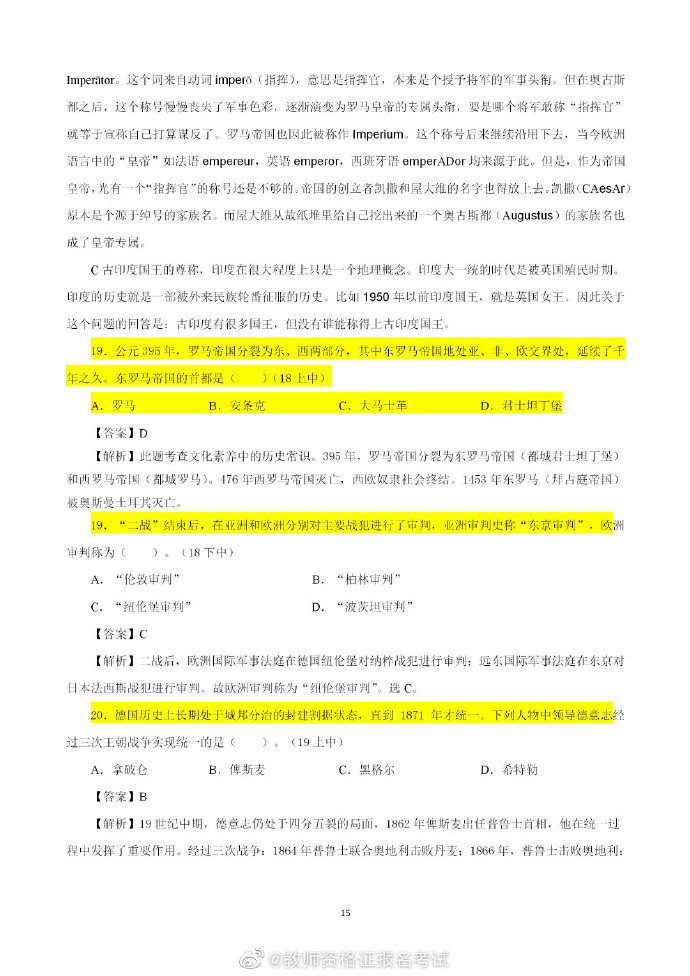 Imperātor。这个词来自动词 imperō（指挥），意思是指挥官，本来是个授予将军的军事头衔。但在奥古斯
都之后，这个称号慢慢丧失了军事色彩，逐渐演变为罗马皇帝的专属头衔，要是哪个将军敢称“指挥官”
就等于宣称自己打算谋反了。罗马帝国也因此被称作 Imperium。这个称号后来继续沿用下去，当今欧洲
语言中的“皇帝”如法语 empereur，英语 emperor，西班牙语 emperADor 均来源于此。但是，作为帝国
皇帝，光有一个“指挥官”的称号还是不够的。帝国的创立者凯撒和屋大维的名字也得放上去。凯撒（CAesAr）
原本是个源于绰号的家族名。而屋大维从故纸堆里给自己挖出来的一个奥古斯都（Augustus）的家族名也
成了皇帝专属。
C 古印度国王的尊称，印度在很大程度上只是一个地理概念。印度大一统的时代是被英国殖民时期。
印度的历史就是一部被外来民族轮番征服的历史。比如 1950 年以前印度国王，就是英国女王。因此关于
这个问题的回答是：古印度有很多国王，但没有谁能称得上古印度国王。
19．公元 395 年，罗马帝国分裂为东、西两部分，其中东罗马帝国地处亚、非、欧交界处，延续了千
年之久。东罗马帝国的首都是（　　）（18 上中）
A．罗马 B．安条克 C．大马士革 D．君士坦丁堡
【答案】D
【解析】此题考查文化素养中的历史常识。395 年，罗马帝国分裂为东罗马帝国（都城君士坦丁堡）
和西罗马帝国（都城罗马）。476 年西罗马帝国灭亡，西欧奴隶社会终结。1453 年东罗马（拜占庭帝国）
被奥斯曼土耳其灭亡。
19．“二战”结束后，在亚洲和欧洲分别对主要战犯进行了审判，亚洲审判史称“东京审判”，欧洲
审判称为（　　）。（18 下中）
A．“伦敦审判” B．“柏林审判”
C．“纽伦堡审判” D．“波茨坦审判”
【答案】C
【解析】二战后，欧洲国际军事法庭在德国纽伦堡对纳粹战犯进行审判；远东国际军事法庭在东京对
日本法西斯战犯进行审判。故欧洲审判称为“纽伦堡审判”。选 C。
20．德国历史上长期处于城邦分治的封建割据状态，直到 1871 年才统一。下列人物中领导德意志经
过三次王朝战争实现统一的是（　　）。（19 上中）
A．拿破仑 B．俾斯麦 C．黑格尔 D．希特勒
【答案】B
【解析】19 世纪中期，德意志仍处于四分五裂的局面，1862 年俾斯麦出任普鲁士首相，他在统一过
程中发挥了重要作用。经过三次战争：1864 年普鲁士联合奥地利击败丹麦；1866 年，普鲁士击败奥地利；
15
@教师资格证报名考试